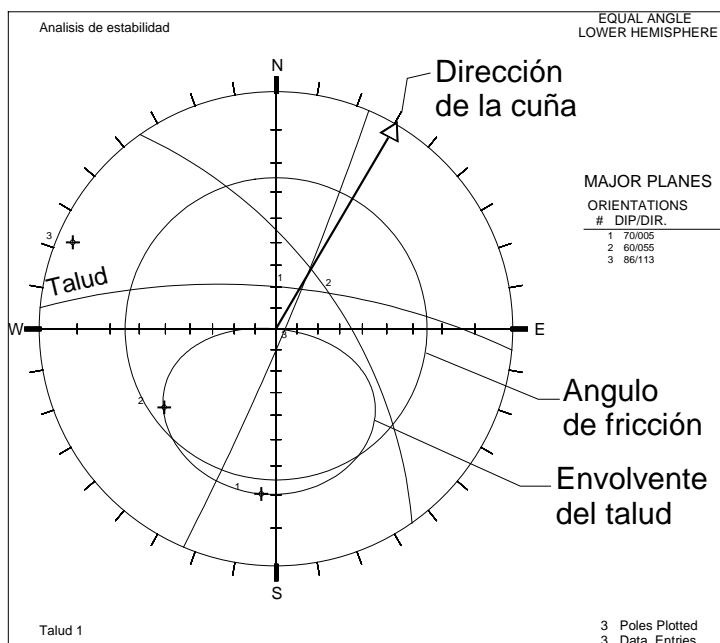 Analisis de estabilidad
EQUAL ANGLE
LOWER HEMISPHERE
N
Dirección
de la cuña
MAJOR PLANES
ORIENTATIONS
# DIP/DIR.
1 70/005
2 60/055
3 86/113
3
Talud
1
2
W
E
3
2
Angulo
de fricción
Envolvente
del talud
1
S
Talud 1
3 Poles Plotted
3 Data Entries